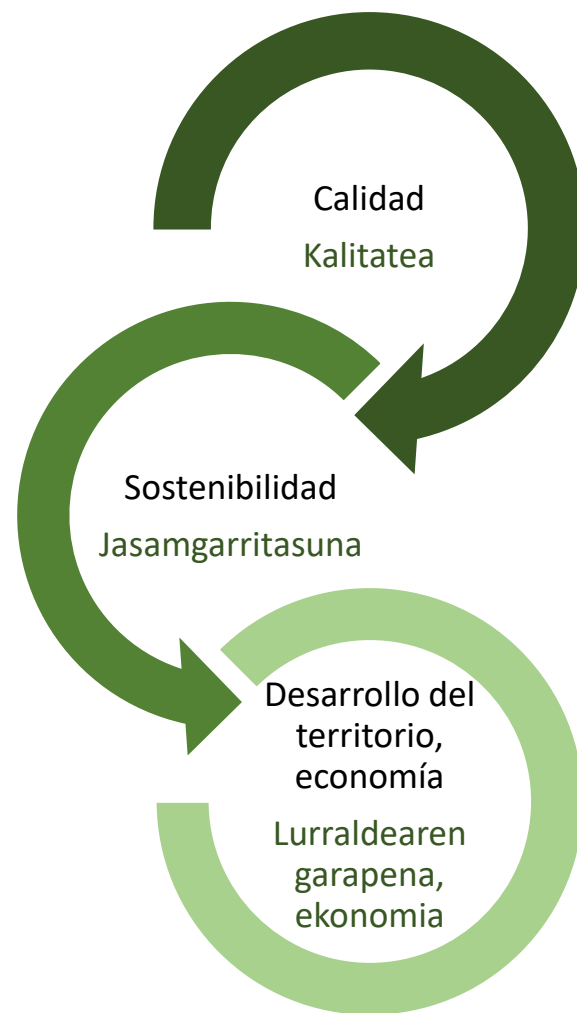 Calidad
Kalitatea
Sostenibilidad
Jasamgarritasuna
Desarrollo del
territorio,
economía
Lurraldearen
garapena,
ekonomia